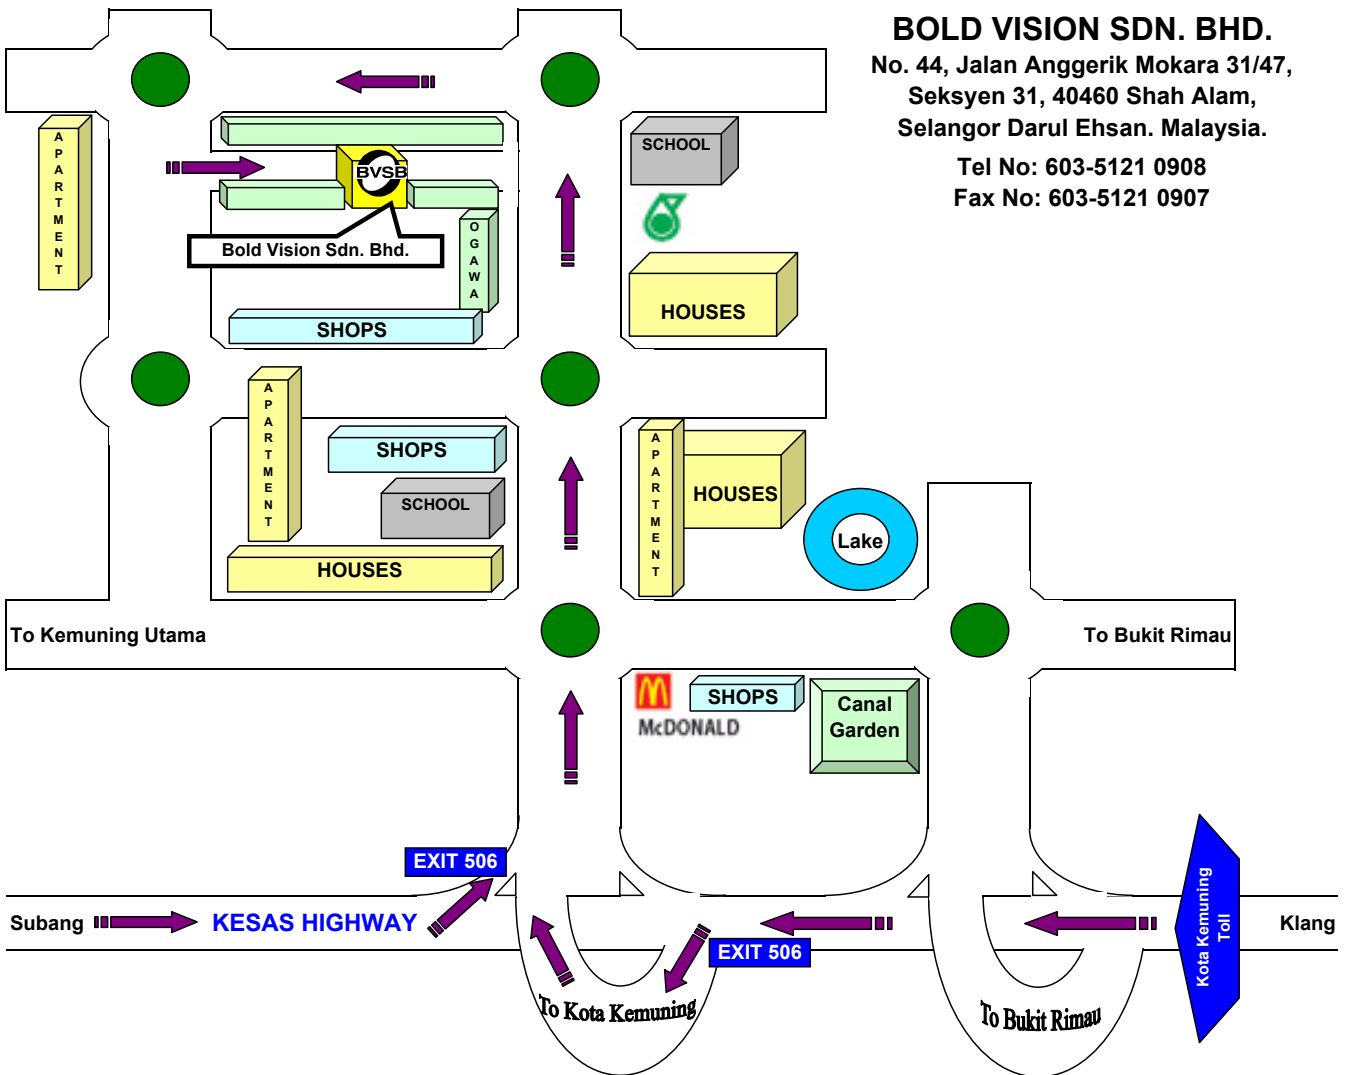 BOLD VISION SDN. BHD.
No. 44, Jalan Anggerik Mokara 31/47,
Seksyen 31, 40460 Shah Alam,
Selangor Darul Ehsan. Malaysia.
Tel No: 603-5121 0908
Fax No: 603-5121 0907
APARTMENT
SCHOOL
BVSB
Bold Vision Sdn. Bhd.
OGAWA
HOUSES
SHOPS
APARTMENT
SHOPS
SCHOOL
HOUSES
APARTMENT
HOUSES
Lake
To Kemuning Utama
To Bukit Rimau
McDONALD
SHOPS
Canal
Garden
EXIT 506
Subang
KESAS HIGHWAY
EXIT 506
Kota Kemuning
Toll
Klang
To Kota Kemuning
To Bukit Rimau